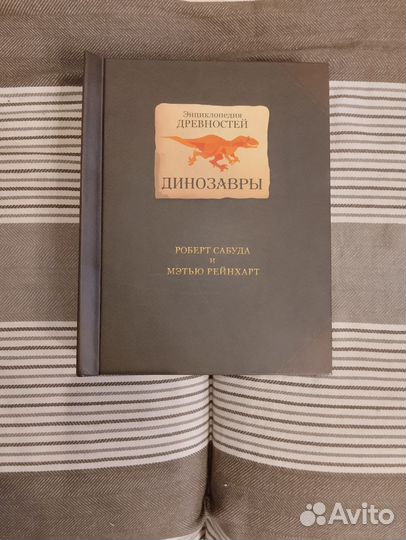 Энциклопедия
ДРЕВНОСТЕЙ
ДИНОЗАВРЫ
РОБЕРТ САБУДА
И
МЭТЬЮ РЕЙНХАРТ
Avito